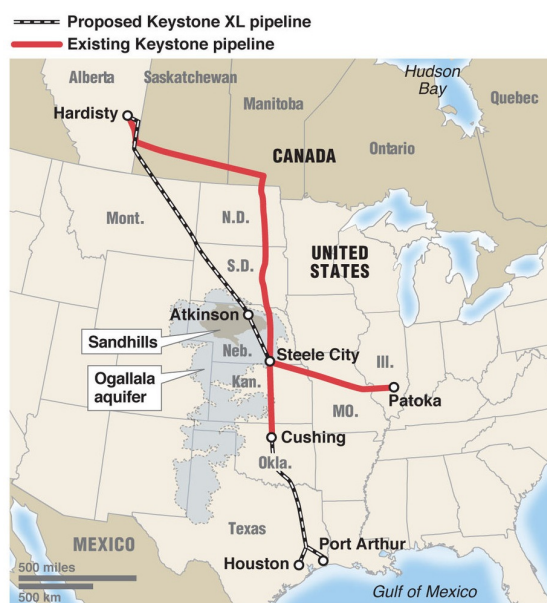 Proposed Keystone XL pipeline
Existing Keystone pipeline
Hudson
Bay
Alberta
Saskatchewan
Quebec
Manitoba
Hardisty
Ontario
CANADA
Mont.
N.D.
UNITED
STATES
S.D.
Atkinson
Sandhills
Neb.
Steele City
Ill.
Ogallala
aquifer
Kan.
Patoka
MO.
Cushing
Okla.
Texas
MEXICO
Port Arthur
Houston
500 miles
500 km
Gulf of Mexico